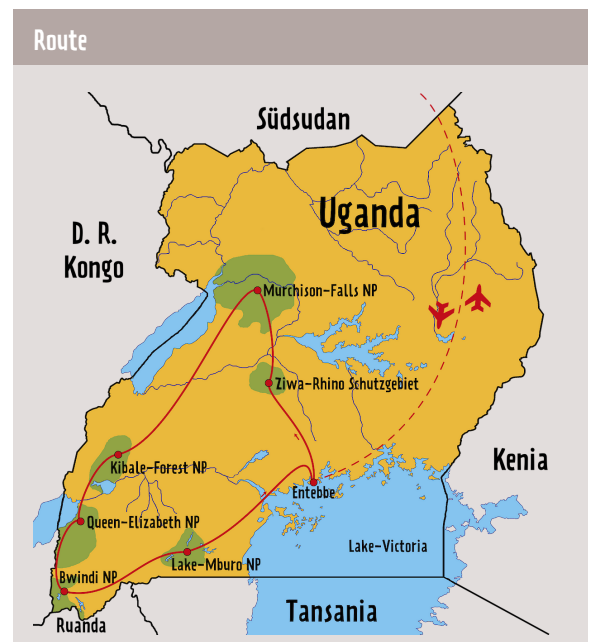 Route
Südsudan
Uganda
D. R.
Kongo
Murchison-Falls NP
Ziwa-Rhino Schutzgebiet
Kenia
Kibale-Forest NP
Entebbe
Queen-Elizabeth NP
Lake-Victoria
Lake-Mburo NP
Bwindi NP
Tansania
Ruanda